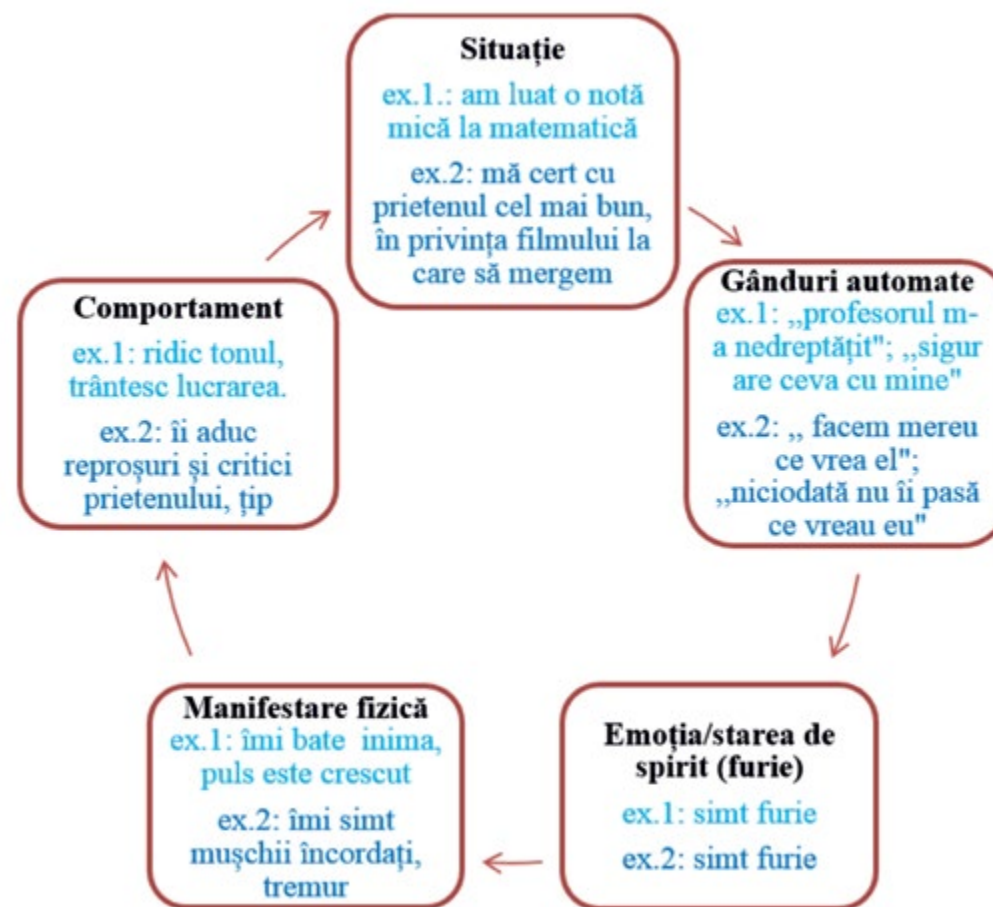 Situație
ex.1.: am luat o notă
mică la matematică
ex.2: mă cert cu
prietenul cel mai bun,
în privința filmului la
care să mergem
Gânduri automate
ex.1: ,,profesorul m-
a nedreptățit"; ,,sigur
are ceva cu mine"
ex.2: ,, facem mereu
ce vrea el";
,,niciodată nu îi pasă
ce vreau eu"
Emoția/starea de
spirit (furie)
ex.1: simt furie
ex.2: simt furie
Manifestare fizică
ex.1: îmi bate inima,
puls este crescut
ex.2: îmi simt
mușchii încordați,
tremur
Comportament
ex.1: ridic tonul,
trântesc lucrarea.
ex.2: îi aduc
reproșuri și critici
prietenului, țip